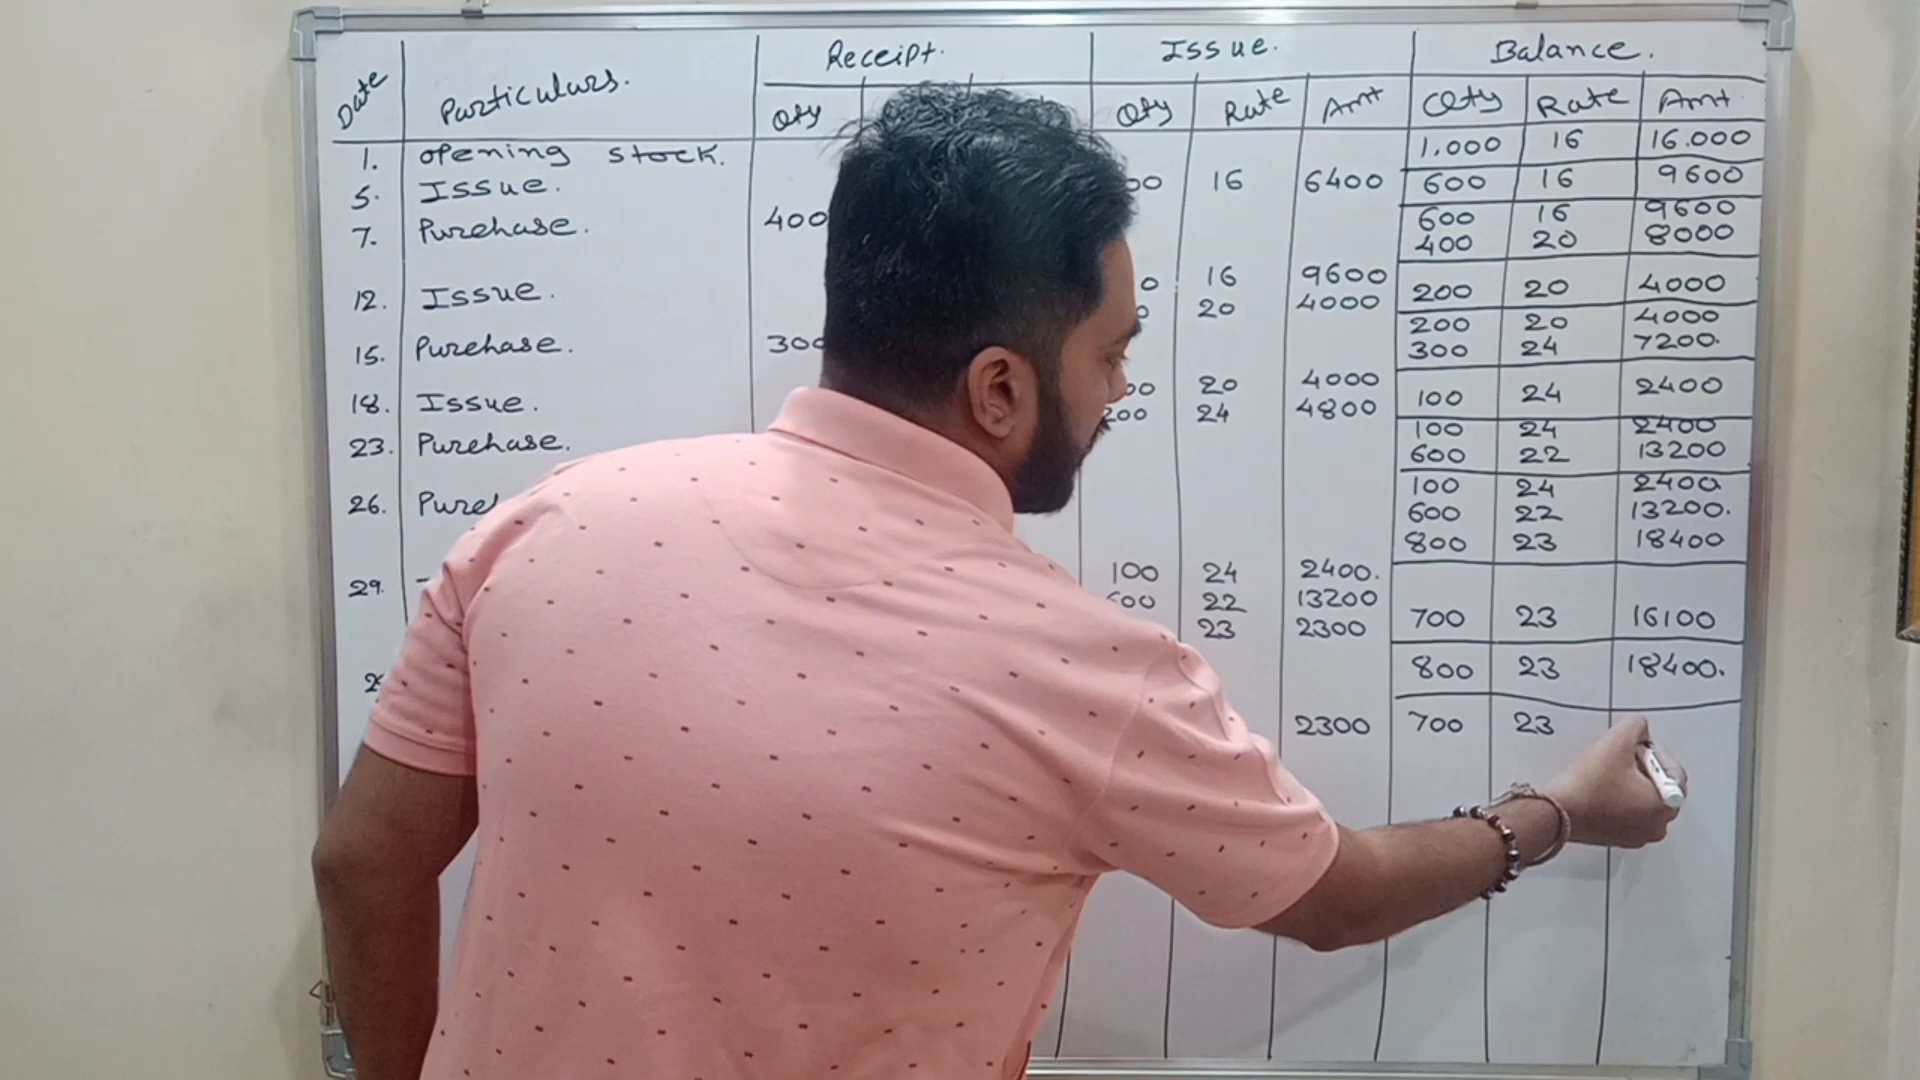 Date Particulars. Receipt. Issue. Balance.
Qty Qty Rate Amt Qty Rate Amt
1. opening stock. 1,000 16 16.000
5. Issue. 16 6400 600 16 9600
7. Purchase. 400 600 16 9600
400 20 8000
12. Issue. 16 9600 200 20 4000
20 4000
15. Purchase. 300 200 20 4000
300 24 7200.
18. Issue. 20 4000 100 24 2400
200 24 4800
23. Purchase. 100 24 2400
600 22 13200
26. 100 24 2400
600 22 13200.
800 23 18400
29. 100 24 2400.
600 22 13200 700 23 16100
23 2300
800 23 18400.
2300 700 23